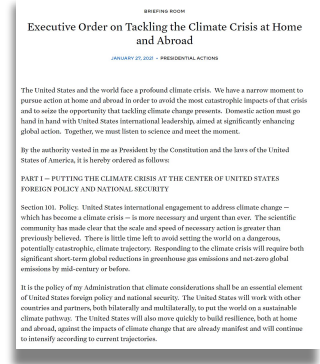 BRIEFING ROOM
Executive Order on Tackling the Climate Crisis at Home
and Abroad
JANUARY 27, 2021 • PRESIDENTIAL ACTIONS
The United States and the world face a profound climate crisis. We have a narrow moment to
pursue action at home and abroad in order to avoid the most catastrophic impacts of that crisis
and to seize the opportunity that tackling climate change presents. Domestic action must go
hand in hand with United States international leadership, aimed at significantly enhancing
global action. Together, we must listen to science and meet the moment.
By the authority vested in me as President by the Constitution and the laws of the United
States of America, it is hereby ordered as follows:
PART I — PUTTING THE CLIMATE CRISIS AT THE CENTER OF UNITED STATES
FOREIGN POLICY AND NATIONAL SECURITY
Section 101. Policy. United States international engagement to address climate change —
which has become a climate crisis — is more necessary and urgent than ever. The scientific
community has made clear that the scale and speed of necessary action is greater than
previously believed. There is little time left to avoid setting the world on a dangerous,
potentially catastrophic, climate trajectory. Responding to the climate crisis will require both
significant short-term global reductions in greenhouse gas emissions and net-zero global
emissions by mid-century or before.
It is the policy of my Administration that climate considerations shall be an essential element
of United States foreign policy and national security. The United States will work with other
countries and partners, both bilaterally and multilaterally, to put the world on a sustainable
climate pathway. The United States will also move quickly to build resilience, both at home
and abroad, against the impacts of climate change that are already manifest and will continue
to intensify according to current trajectories.